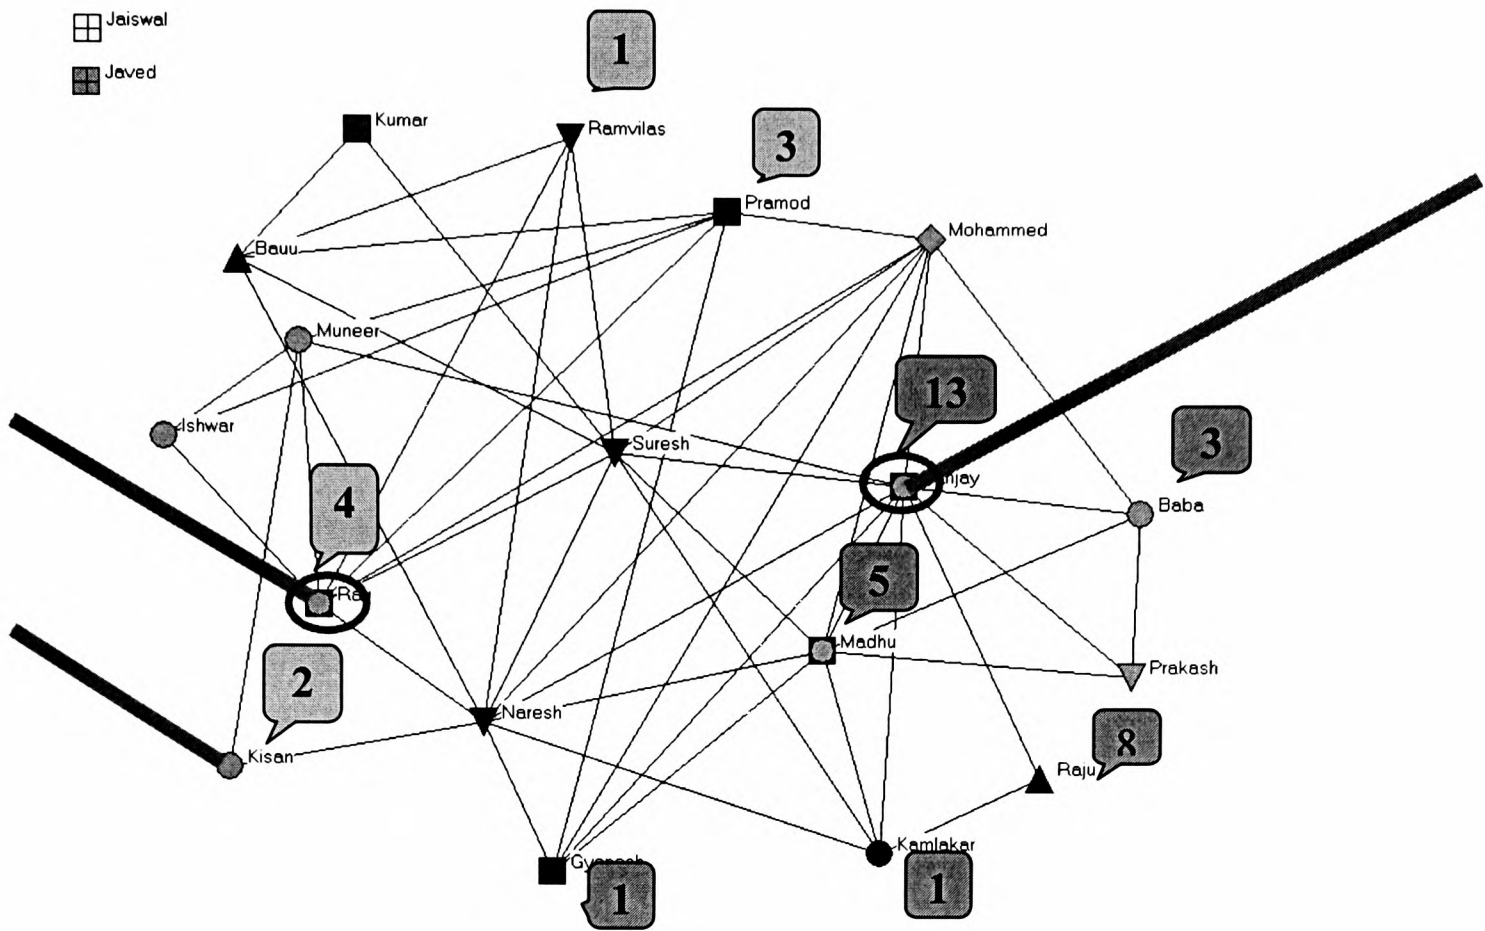 Jaiswal
Javed
1
Kumar
Ramvilas
3
Pramod
Mohammed
Bauu
Muneer
13
Ishwar
Suresh
3
4
Baba
5
Madhu
Prakash
2
Naresh
8
Kisan
Raju
Kamlakar
1
1